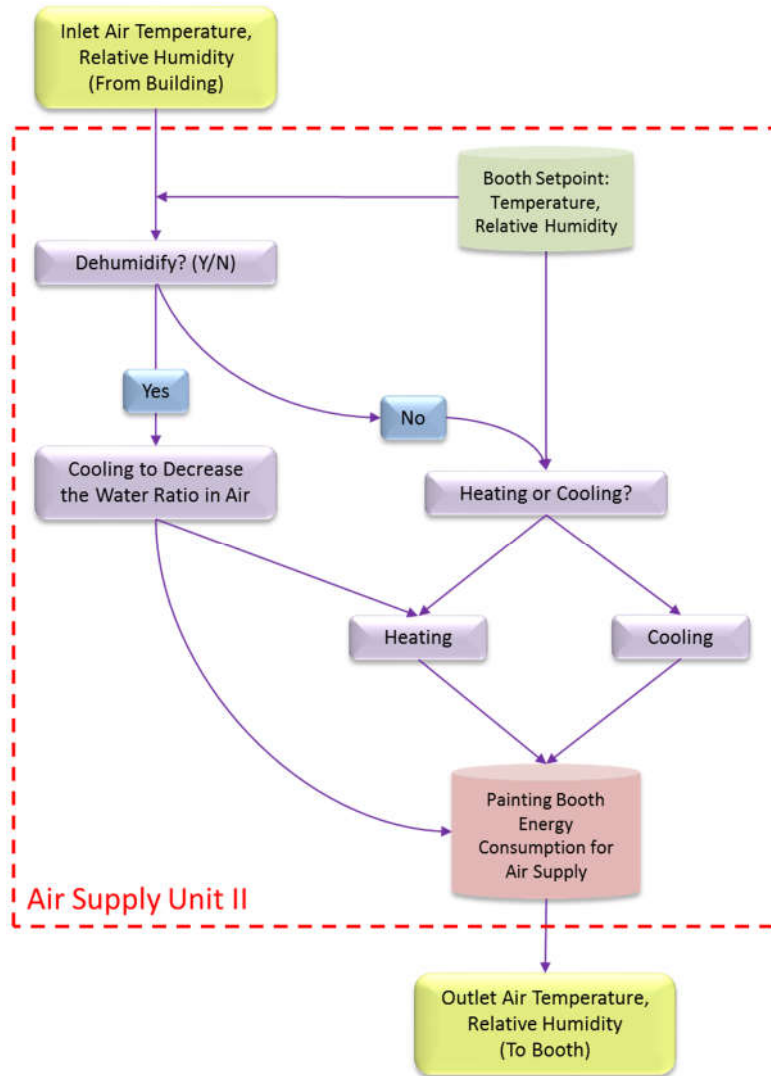 Inlet Air Temperature,
Relative Humidity
(From Building)
Booth Setpoint:
Temperature,
Relative Humidity
Dehumidify? (Y/N)
Yes
No
Cooling to Decrease
the Water Ratio in Air
Heating or Cooling?
Heating
Cooling
Painting Booth
Energy
Consumption for
Air Supply
Air Supply Unit II
Outlet Air Temperature,
Relative Humidity
(To Booth)